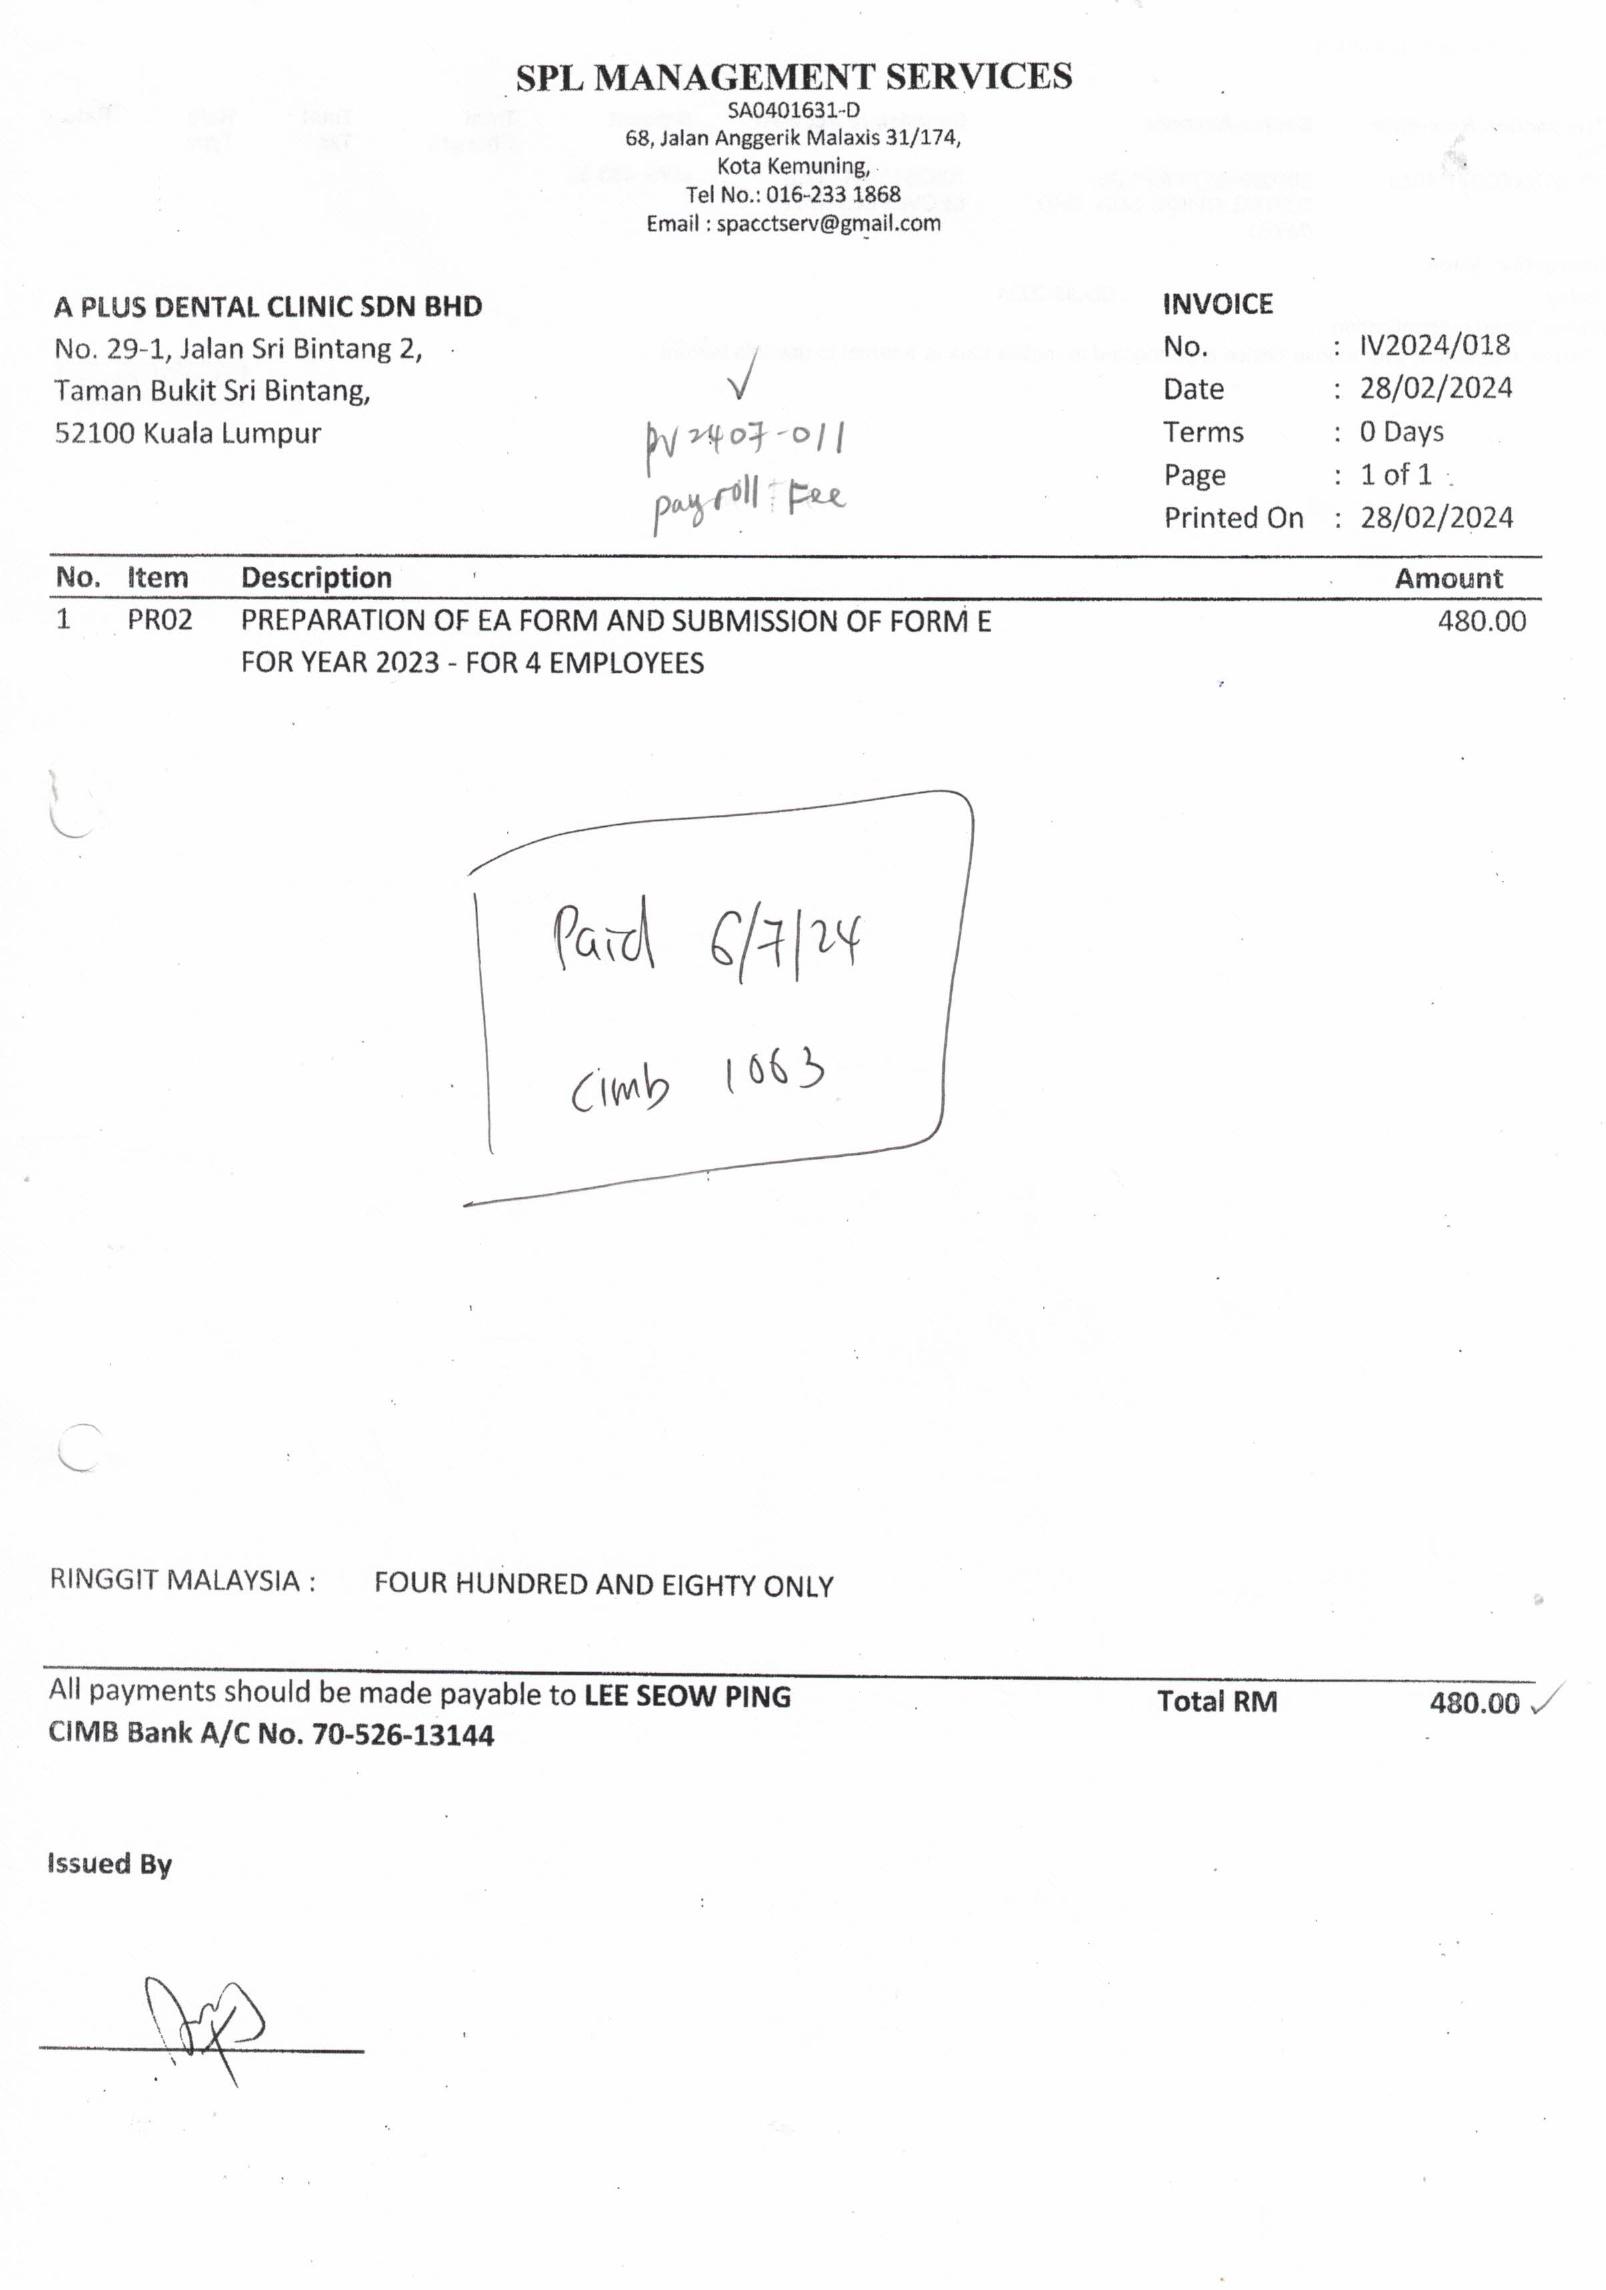 SPL MANAGEMENT SERVICES
SA0401631-D
68, Jalan Anggerik Malaxis 31/174,
Kota Kemuning,
Tel No.: 016-233 1868
Email : spacctserv@gmail.com
A PLUS DENTAL CLINIC SDN BHD
No. 29-1, Jalan Sri Bintang 2,
Taman Bukit Sri Bintang,
52100 Kuala Lumpur
✓
PV2407-011
payroll Fee
INVOICE
No. : IV2024/018
Date : 28/02/2024
Terms : 0 Days
Page : 1 of 1
Printed On : 28/02/2024
No. Item Description Amount
1 PR02 PREPARATION OF EA FORM AND SUBMISSION OF FORM E 480.00
FOR YEAR 2023 - FOR 4 EMPLOYEES
Paid 6/7/24
Cimb 1063
RINGGIT MALAYSIA : FOUR HUNDRED AND EIGHTY ONLY
All payments should be made payable to LEE SEOW PING Total RM 480.00 ✓
CIMB Bank A/C No. 70-526-13144
Issued By